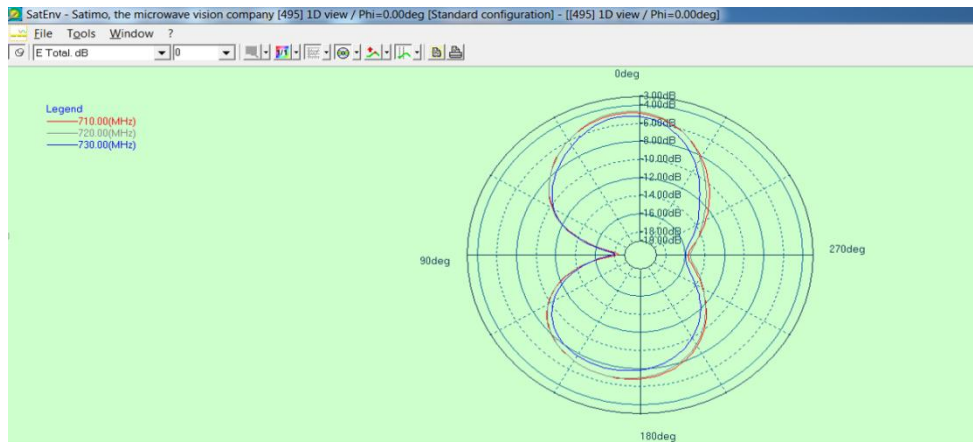 SatEnv - Satimo, the microwave vision company [495] 1D view / Phi=0.00deg [Standard configuration] - [[495] 1D view / Phi=0.00deg]
File Tools Window ?
E Total. dB 0
0deg
Legend
710.00(MHz)
720.00(MHz)
730.00(MHz)
-3.00dB
-4.00dB
-6.00dB
-8.00dB
-10.00dB
-12.00dB
-14.00dB
-16.00dB
-18.00dB
-19.00dB
90deg
270deg
180deg